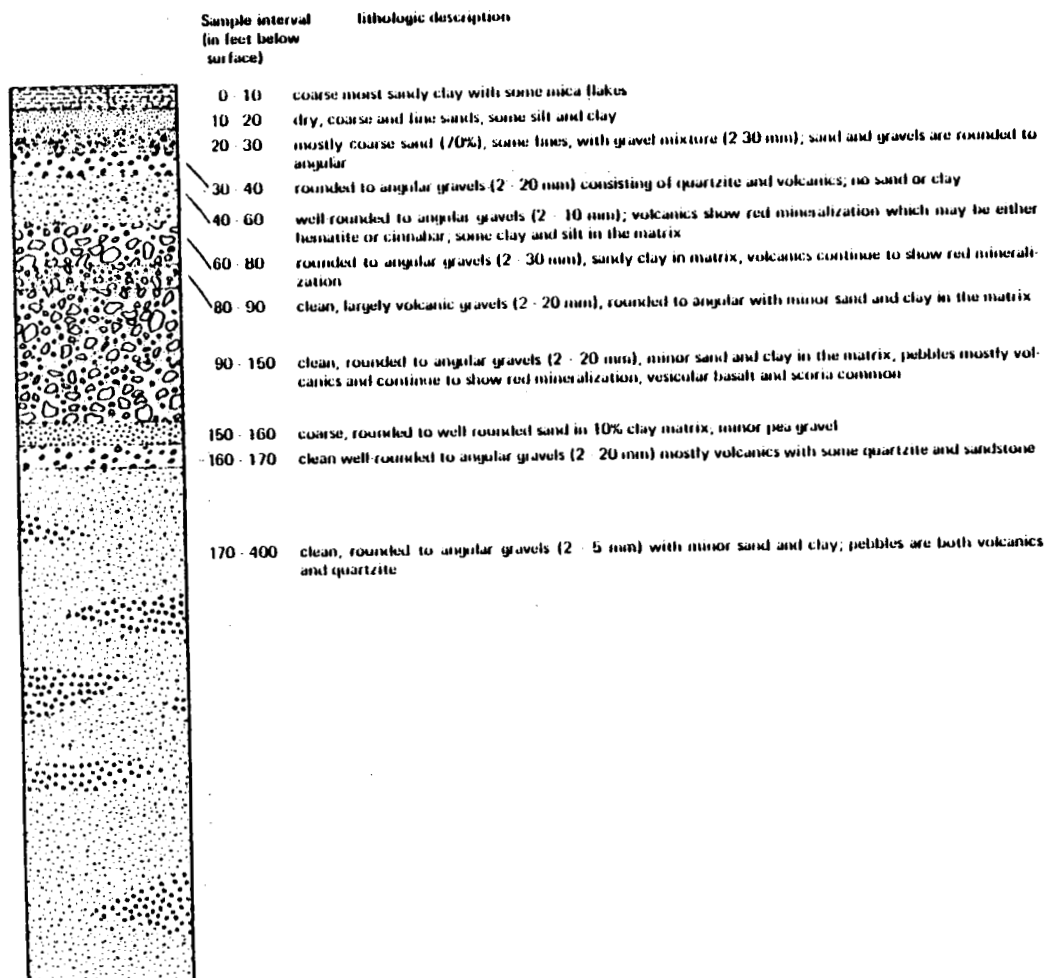 Sample interval lithologic description
(in feet below
surface)
0 - 10 coarse moist sandy clay with some mica flakes
10 - 20 dry, coarse and fine sands, some silt and clay
20 - 30 mostly coarse sand (70%), some fines, with gravel mixture (2 30 mm); sand and gravels are rounded to
angular
30 - 40 rounded to angular gravels (2 - 20 mm) consisting of quartzite and volcanics; no sand or clay
40 - 60 well-rounded to angular gravels (2 - 10 mm); volcanics show red mineralization which may be either
hematite or cinnabar; some clay and silt in the matrix
60 - 80 rounded to angular gravels (2 - 30 mm), sandy clay in matrix, volcanics continue to show red minerali-
zation
80 - 90 clean, largely volcanic gravels (2 - 20 mm), rounded to angular with minor sand and clay in the matrix
90 - 150 clean, rounded to angular gravels (2 - 20 mm), minor sand and clay in the matrix, pebbles mostly vol-
canics and continue to show red mineralization, vesicular basalt and scoria common
150 - 160 coarse, rounded to well rounded sand in 10% clay matrix; minor pea gravel
160 - 170 clean well-rounded to angular gravels (2 - 20 mm) mostly volcanics with some quartzite and sandstone
170 - 400 clean, rounded to angular gravels (2 - 5 mm) with minor sand and clay; pebbles are both volcanics
and quartzite